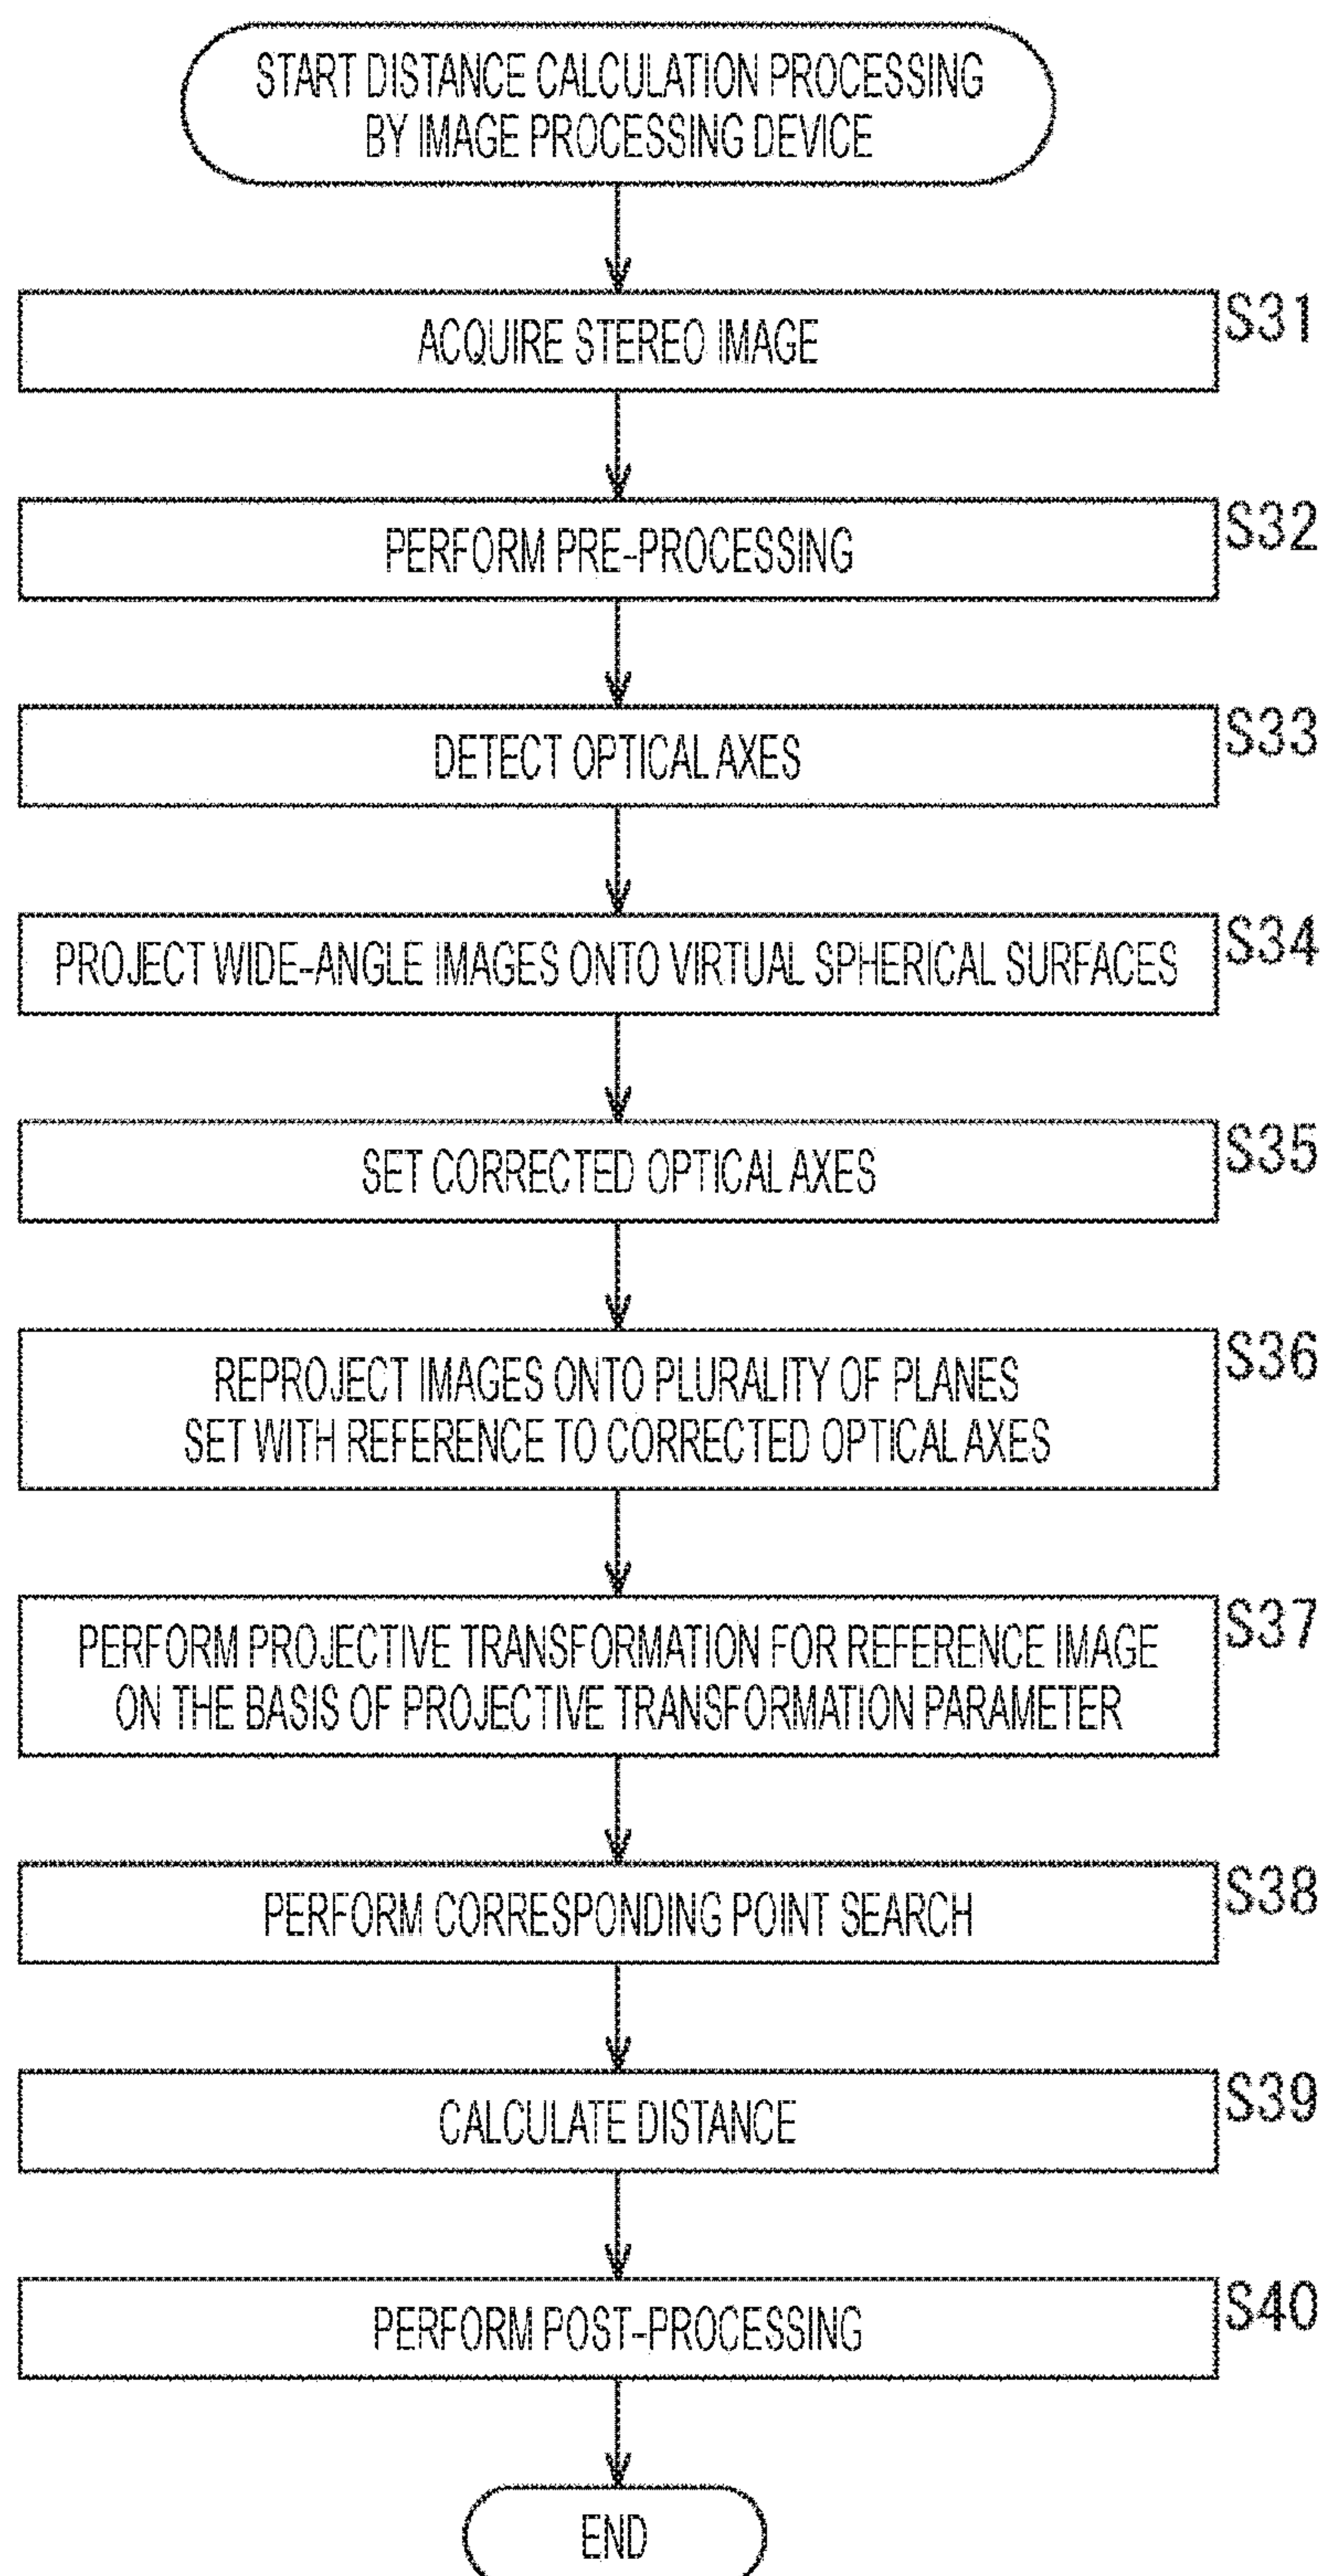 START DISTANCE CALCULATION PROCESSING
BY IMAGE PROCESSING DEVICE
ACQUIRE STEREO IMAGE
S31
PERFORM PRE-PROCESSING
S32
DETECT OPTICAL AXES
S33
PROJECT WIDE-ANGLE IMAGES ONTO VIRTUAL SPHERICAL SURFACES
S34
SET CORRECTED OPTICAL AXES
S35
REPROJECT IMAGES ONTO PLURALITY OF PLANES
SET WITH REFERENCE TO CORRECTED OPTICAL AXES
S36
PERFORM PROJECTIVE TRANSFORMATION FOR REFERENCE IMAGE
ON THE BASIS OF PROJECTIVE TRANSFORMATION PARAMETER
S37
PERFORM CORRESPONDING POINT SEARCH
S38
CALCULATE DISTANCE
S39
PERFORM POST-PROCESSING
S40
END